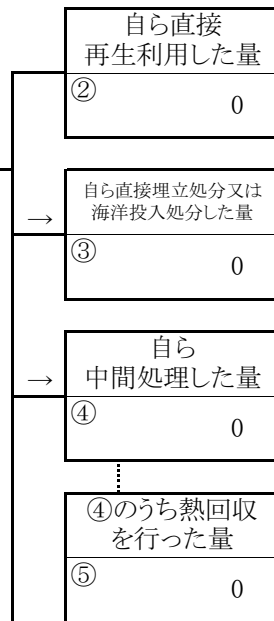 自ら直接
再生利用した量
②
0
自ら直接埋立処分又は
海洋投入処分した量
→
③
0
自ら
中間処理した量
→
④
0
④のうち熱回収
を行った量
⑤
0